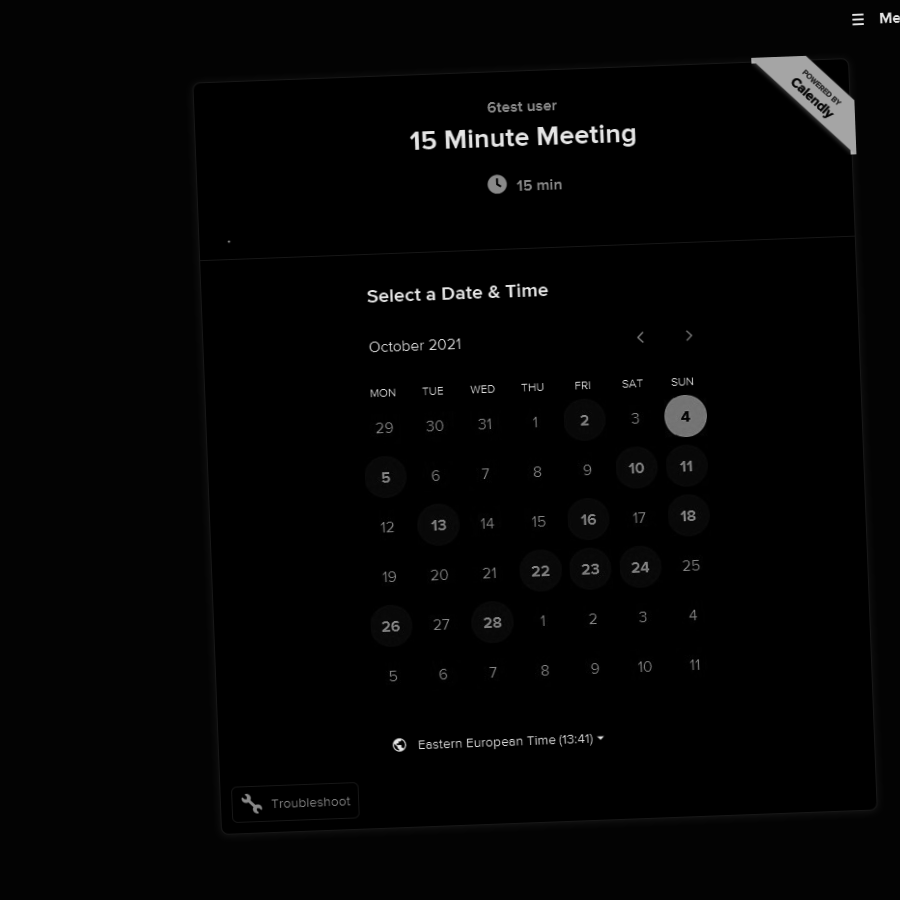 ☰ Me
POWERED BY
Calendly
6test user
15 Minute Meeting
15 min
Select a Date & Time
October 2021
MON TUE WED THU FRI SAT SUN
29 30 31 1 2 3 4
5 6 7 8 9 10 11
12 13 14 15 16 17 18
19 20 21 22 23 24 25
26 27 28 1 2 3 4
5 6 7 8 9 10 11
Eastern European Time (13:41)
Troubleshoot